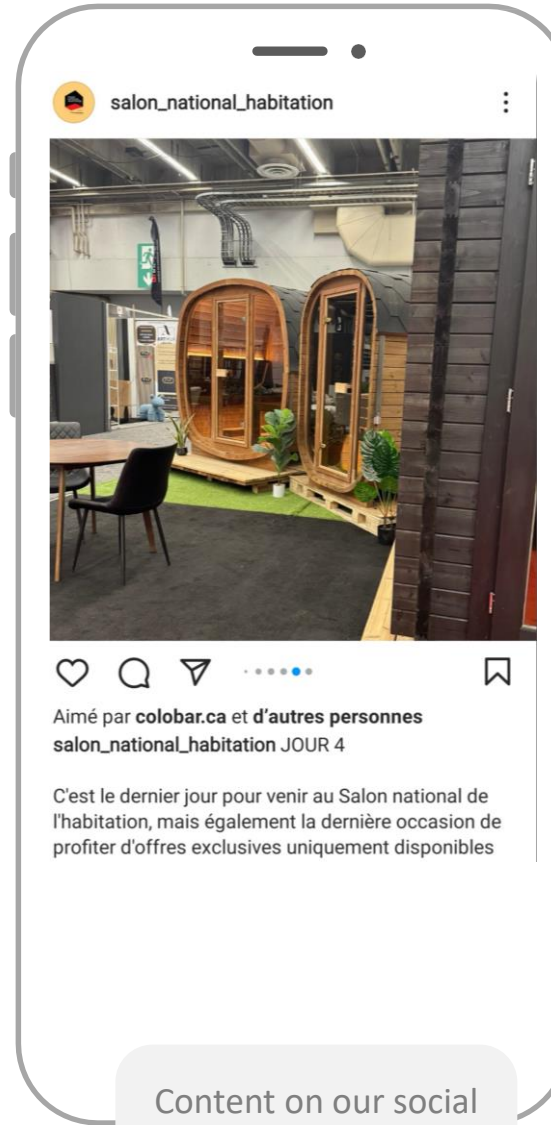 salon_national_habitation
Aimé par colobar.ca et d'autres personnes
salon_national_habitation JOUR 4
C'est le dernier jour pour venir au Salon national de
l'habitation, mais également la dernière occasion de
profiter d'offres exclusives uniquement disponibles
Content on our social